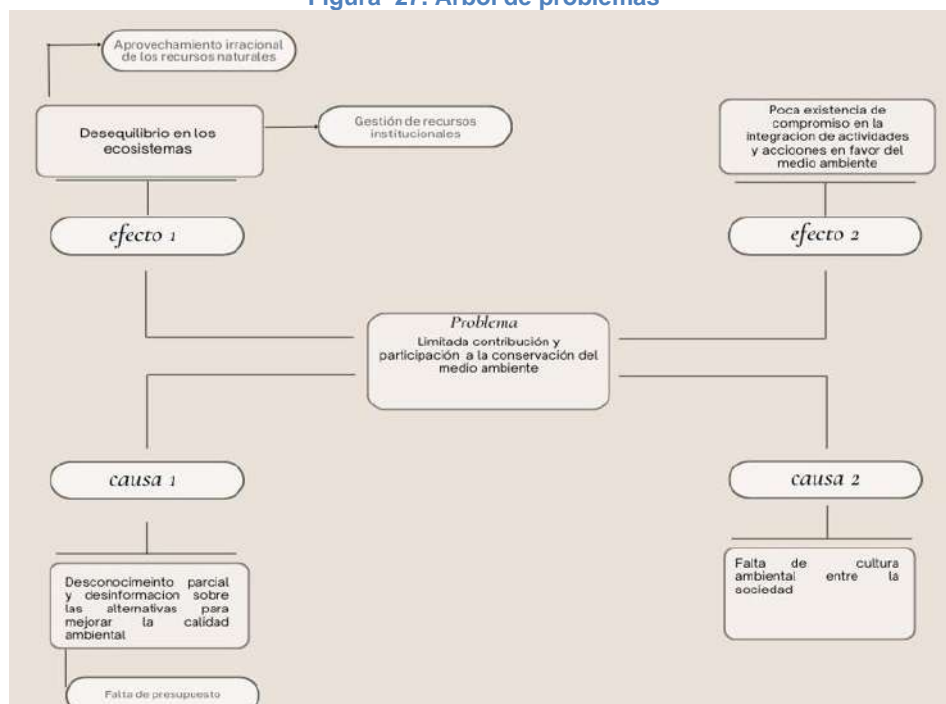 Figura 27. Árbol de problemas
Aprovechamiento irracional
de los recursos naturales
Desequilibrio en los
ecosistemas
Gestión de recursos
institucionales
Poca existencia de
compromiso en la
integracion de actividades
y accicones en favor del
medio ambiente
efecto 1
efecto 2
Problema
Limitada contribución y
participación a la conservación del
medio ambiente
causa 1
causa 2
Desconocimeinto parcial
y desinformacion sobre
las alternativas para
mejorar la calidad
ambiental
Falta de cultura
ambiental entre la
sociedad
Falta de presupuesto